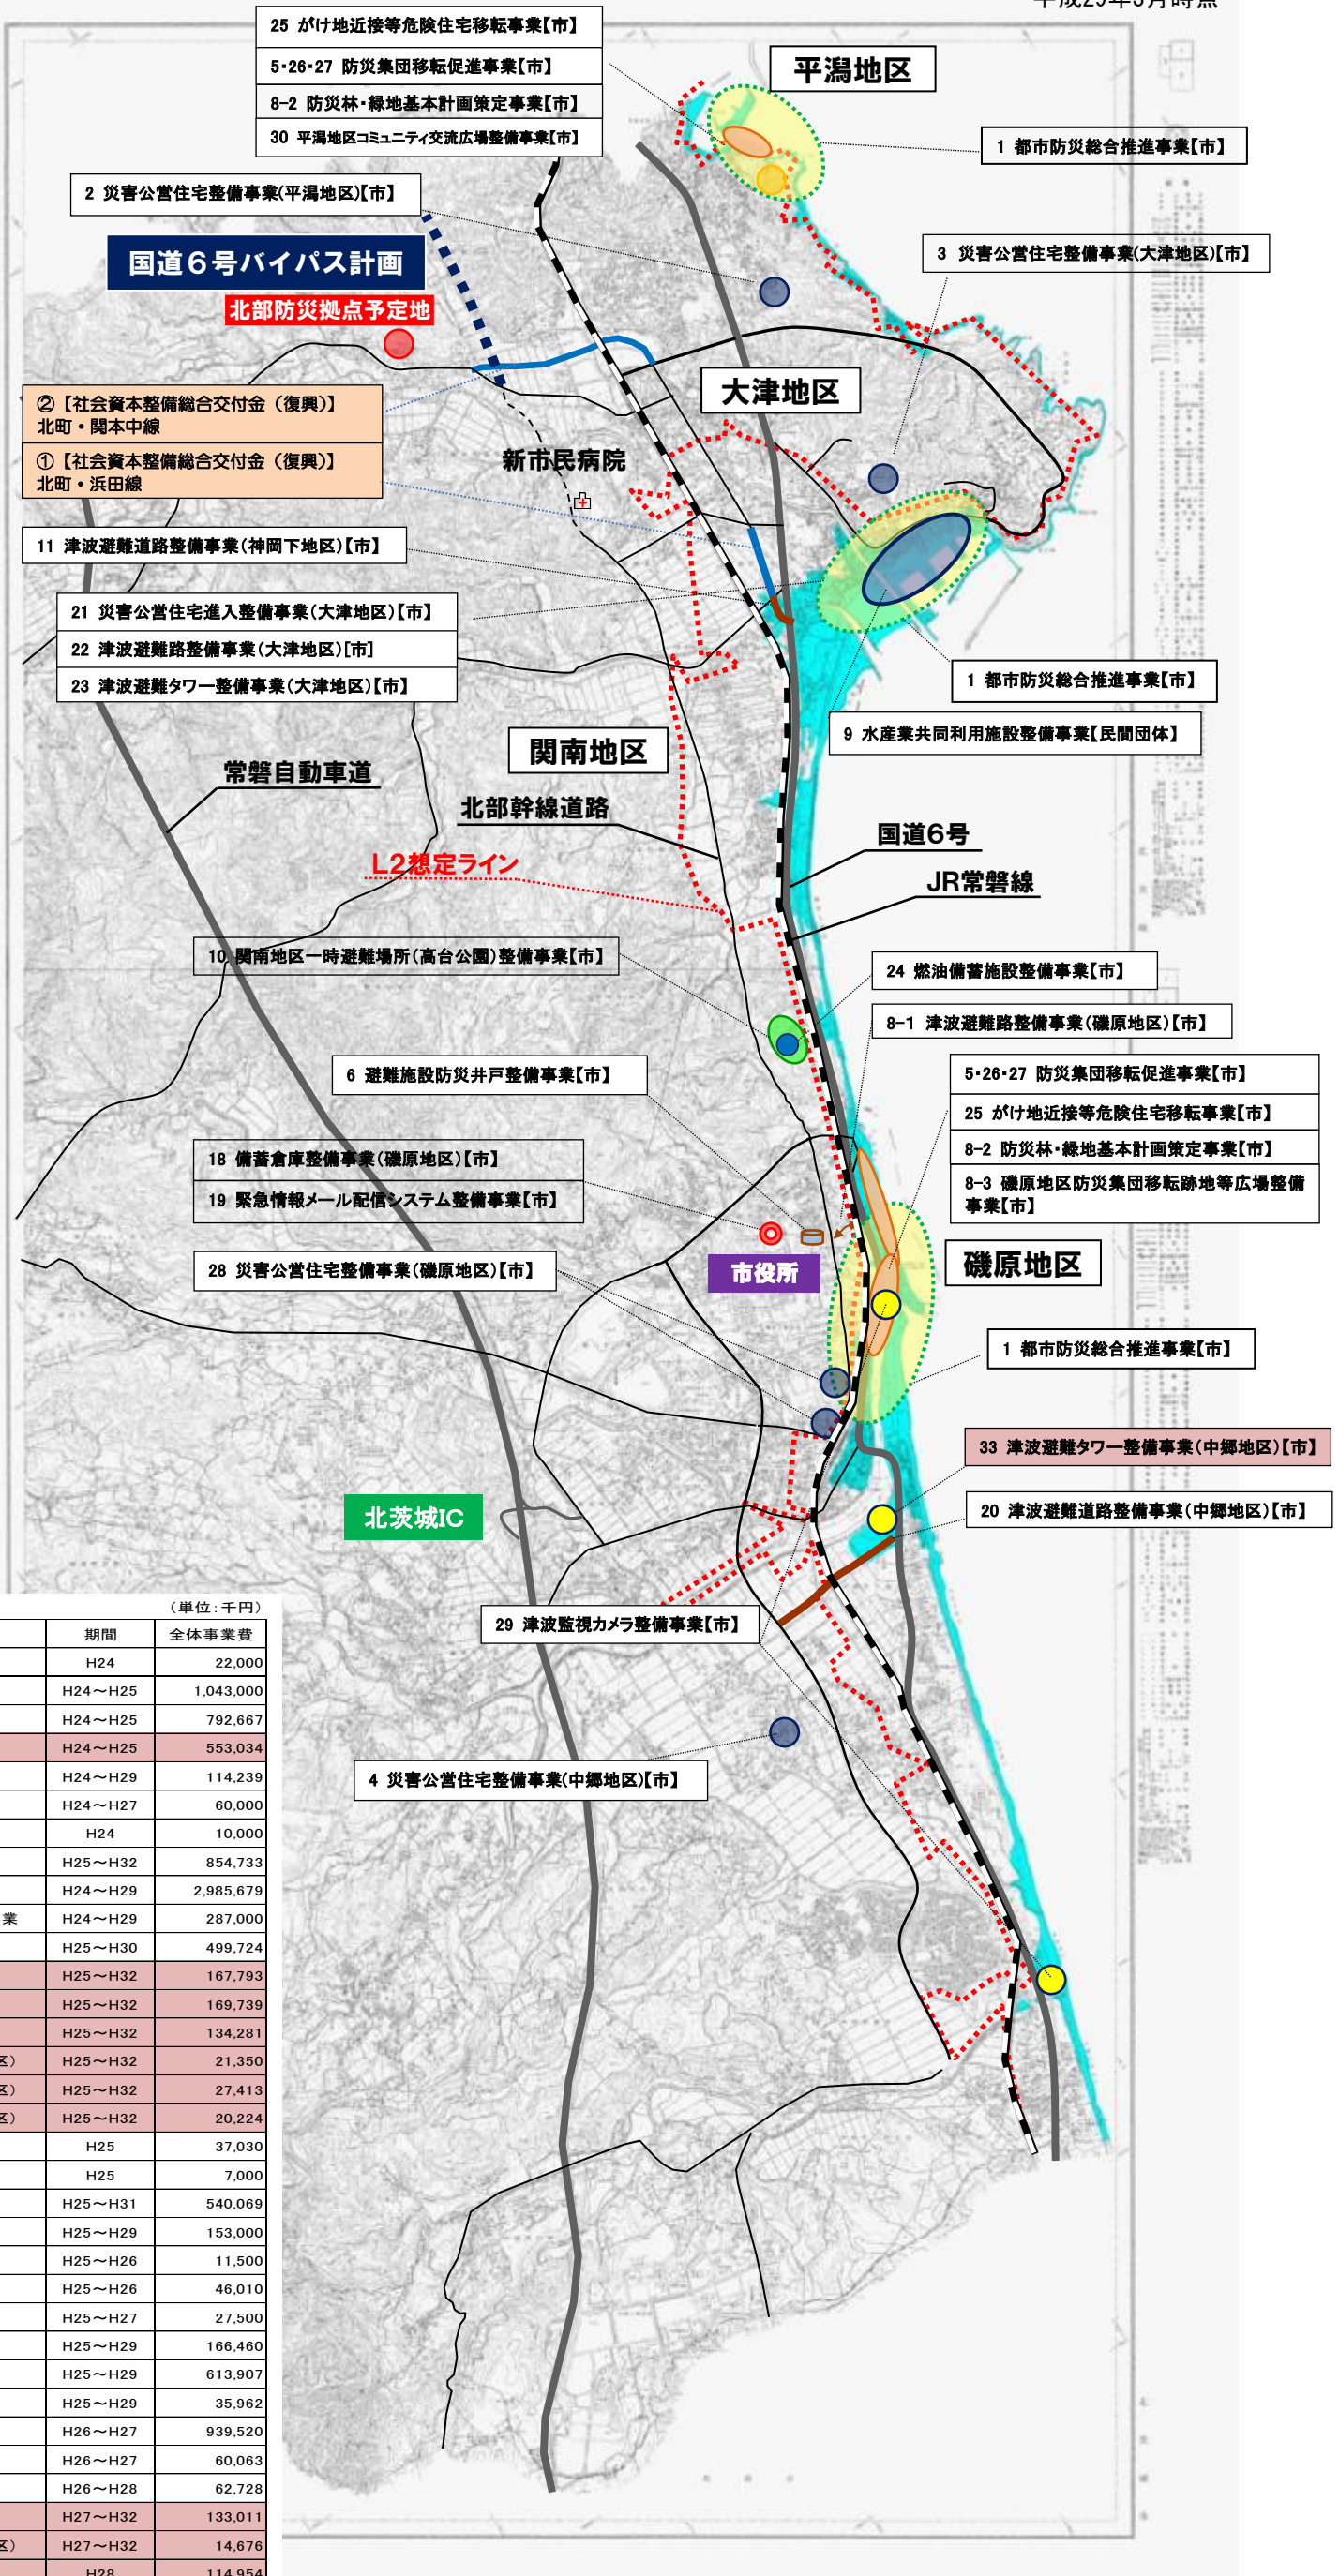 平成29年3月時点
25 がけ地近接等危険住宅移転事業【市】
5・26・27 防災集団移転促進事業【市】
8-2 防災林・緑地基本計画策定事業【市】
30 平潟地区コミュニティ交流広場整備事業【市】
平潟地区
1 都市防災総合推進事業【市】
2 災害公営住宅整備事業(平潟地区)【市】
3 災害公営住宅整備事業(大津地区)【市】
国道６号バイパス計画
北部防災拠点予定地
大津地区
②【社会資本整備総合交付金（復興）】
北町・関本中線
①【社会資本整備総合交付金（復興）】
北町・浜田線
新市民病院
11 津波避難道路整備事業(神岡下地区)【市】
21 災害公営住宅進入整備事業(大津地区)【市】
22 津波避難路整備事業(大津地区)[市]
23 津波避難タワー整備事業(大津地区)【市】
1 都市防災総合推進事業【市】
9 水産業共同利用施設整備事業【民間団体】
関南地区
常磐自動車道
北部幹線道路
国道6号
L2想定ライン
JR常磐線
10 関南地区一時避難場所(高台公園)整備事業【市】
24 燃油備蓄施設整備事業【市】
8-1 津波避難路整備事業(磯原地区)【市】
6 避難施設防災井戸整備事業【市】
5・26・27 防災集団移転促進事業【市】
25 がけ地近接等危険住宅移転事業【市】
8-2 防災林・緑地基本計画策定事業【市】
8-3 磯原地区防災集団移転跡地等広場整備
事業【市】
18 備蓄倉庫整備事業(磯原地区)【市】
19 緊急情報メール配信システム整備事業【市】
磯原地区
28 災害公営住宅整備事業(磯原地区)【市】
市役所
1 都市防災総合推進事業【市】
33 津波避難タワー整備事業(中郷地区)【市】
20 津波避難道路整備事業(中郷地区)【市】
北茨城IC
29 津波監視カメラ整備事業【市】
4 災害公営住宅整備事業(中郷地区)【市】
（単位：千円）
期間 全体事業費
H24 22,000
H24～H25 1,043,000
H24～H25 792,667
H24～H25 553,034
H24～H29 114,239
H24～H27 60,000
H24 10,000
H25～H32 854,733
H24～H29 2,985,679
業 H24～H29 287,000
H25～H30 499,724
H25～H32 167,793
H25～H32 169,739
H25～H32 134,281
区） H25～H32 21,350
区） H25～H32 27,413
区） H25～H32 20,224
H25 37,030
H25 7,000
H25～H31 540,069
H25～H29 153,000
H25～H26 11,500
H25～H26 46,010
H25～H27 27,500
H25～H29 166,460
H25～H29 613,907
H25～H29 35,962
H26～H27 939,520
H26～H27 60,063
H26～H28 62,728
H27～H32 133,011
区） H27～H32 14,676
H28 114,954